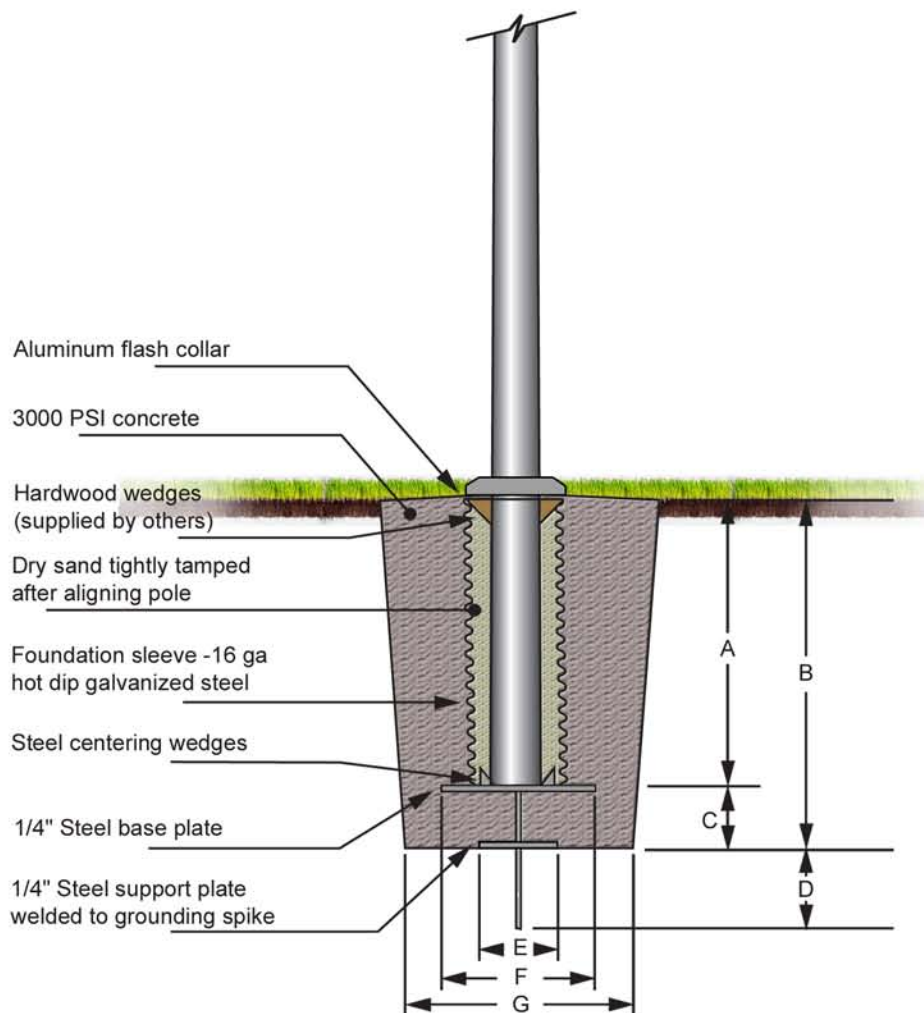 Aluminum flash collar
3000 PSI concrete
Hardwood wedges
(supplied by others)
Dry sand tightly tamped
after aligning pole
Foundation sleeve -16 ga
hot dip galvanized steel
Steel centering wedges
1/4" Steel base plate
1/4" Steel support plate
welded to grounding spike
A
B
C
D
E
F
G